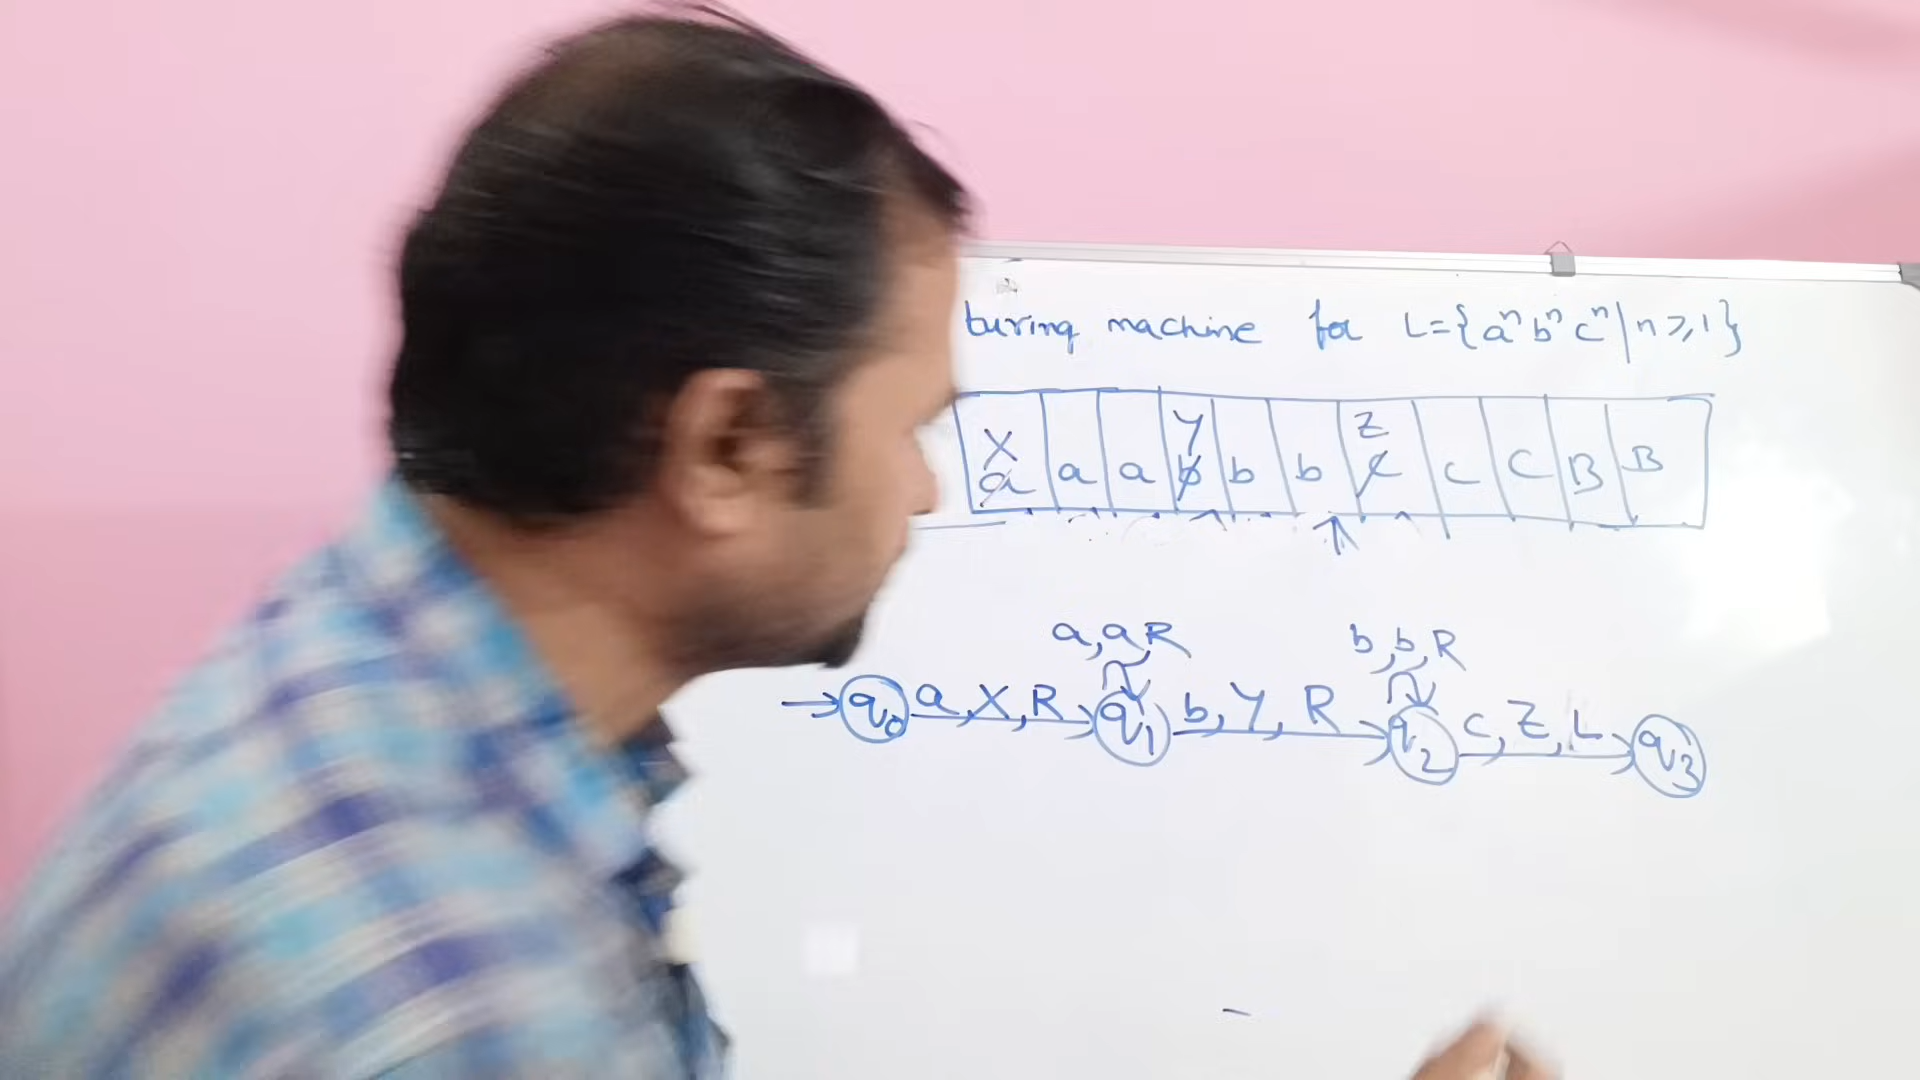 turing machine for L={aⁿbⁿcⁿ|n≥1}
X Y Z
a a a b b b c c c B B
a,a,R b,b,R
q₀ a,X,R q₁ b,Y,R q₂ c,Z,L q₃